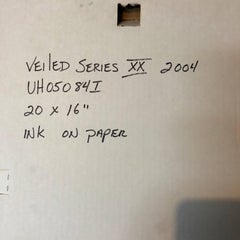 VEILED SERIES XX 2004
UH05084I
20 x 16"
INK ON PAPER